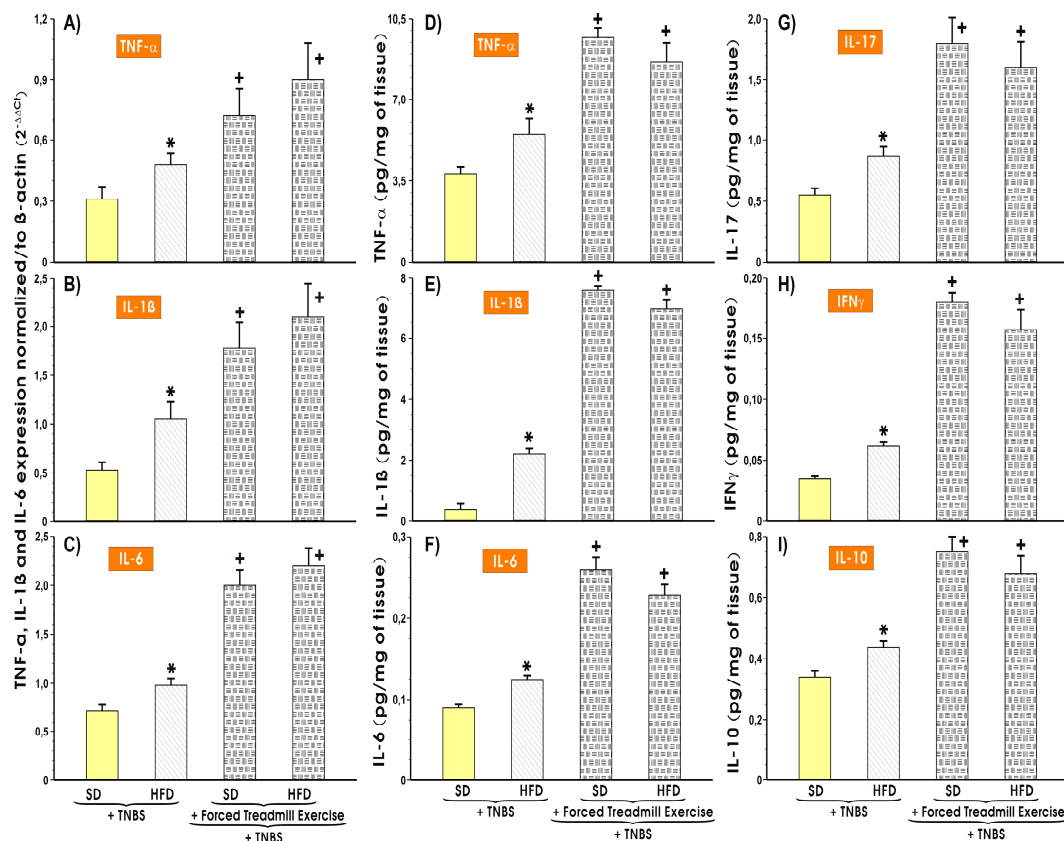 TNF-α, IL-1ß and IL-6 expression normalized/to ß-actin (2^-ΔΔCt)
A)
TNF-α
1,2
0,9
0,6
0,3
0
*
+
+
B)
IL-1ß
2,5
2,0
1,5
1,0
0,5
0
*
+
+
C)
IL-6
2,5
2,0
1,5
1,0
0,5
0
*
+
+
SD HFD SD HFD
+ TNBS + Forced Treadmill Exercise
+ TNBS
D)
TNF-α
TNF-α (pg/mg of tissue)
10,5
7,0
3,5
0
*
+
+
E)
IL-1ß
IL-1ß (pg/mg of tissue)
8
6
4
2
0
*
+
+
F)
IL-6
IL-6 (pg/mg of tissue)
0,3
0,2
0,1
0
*
+
+
SD HFD SD HFD
+ TNBS + Forced Treadmill Exercise
+ TNBS
G)
IL-17
IL-17 (pg/mg of tissue)
2,0
1,5
1,0
0,5
0
*
+
+
H)
IFNγ
IFNγ (pg/mg of tissue)
0,20
0,15
0,10
0,05
0
*
+
+
I)
IL-10
IL-10 (pg/mg of tissue)
0,8
0,6
0,4
0,2
0
*
+
+
SD HFD SD HFD
+ TNBS + Forced Treadmill Exercise
+ TNBS